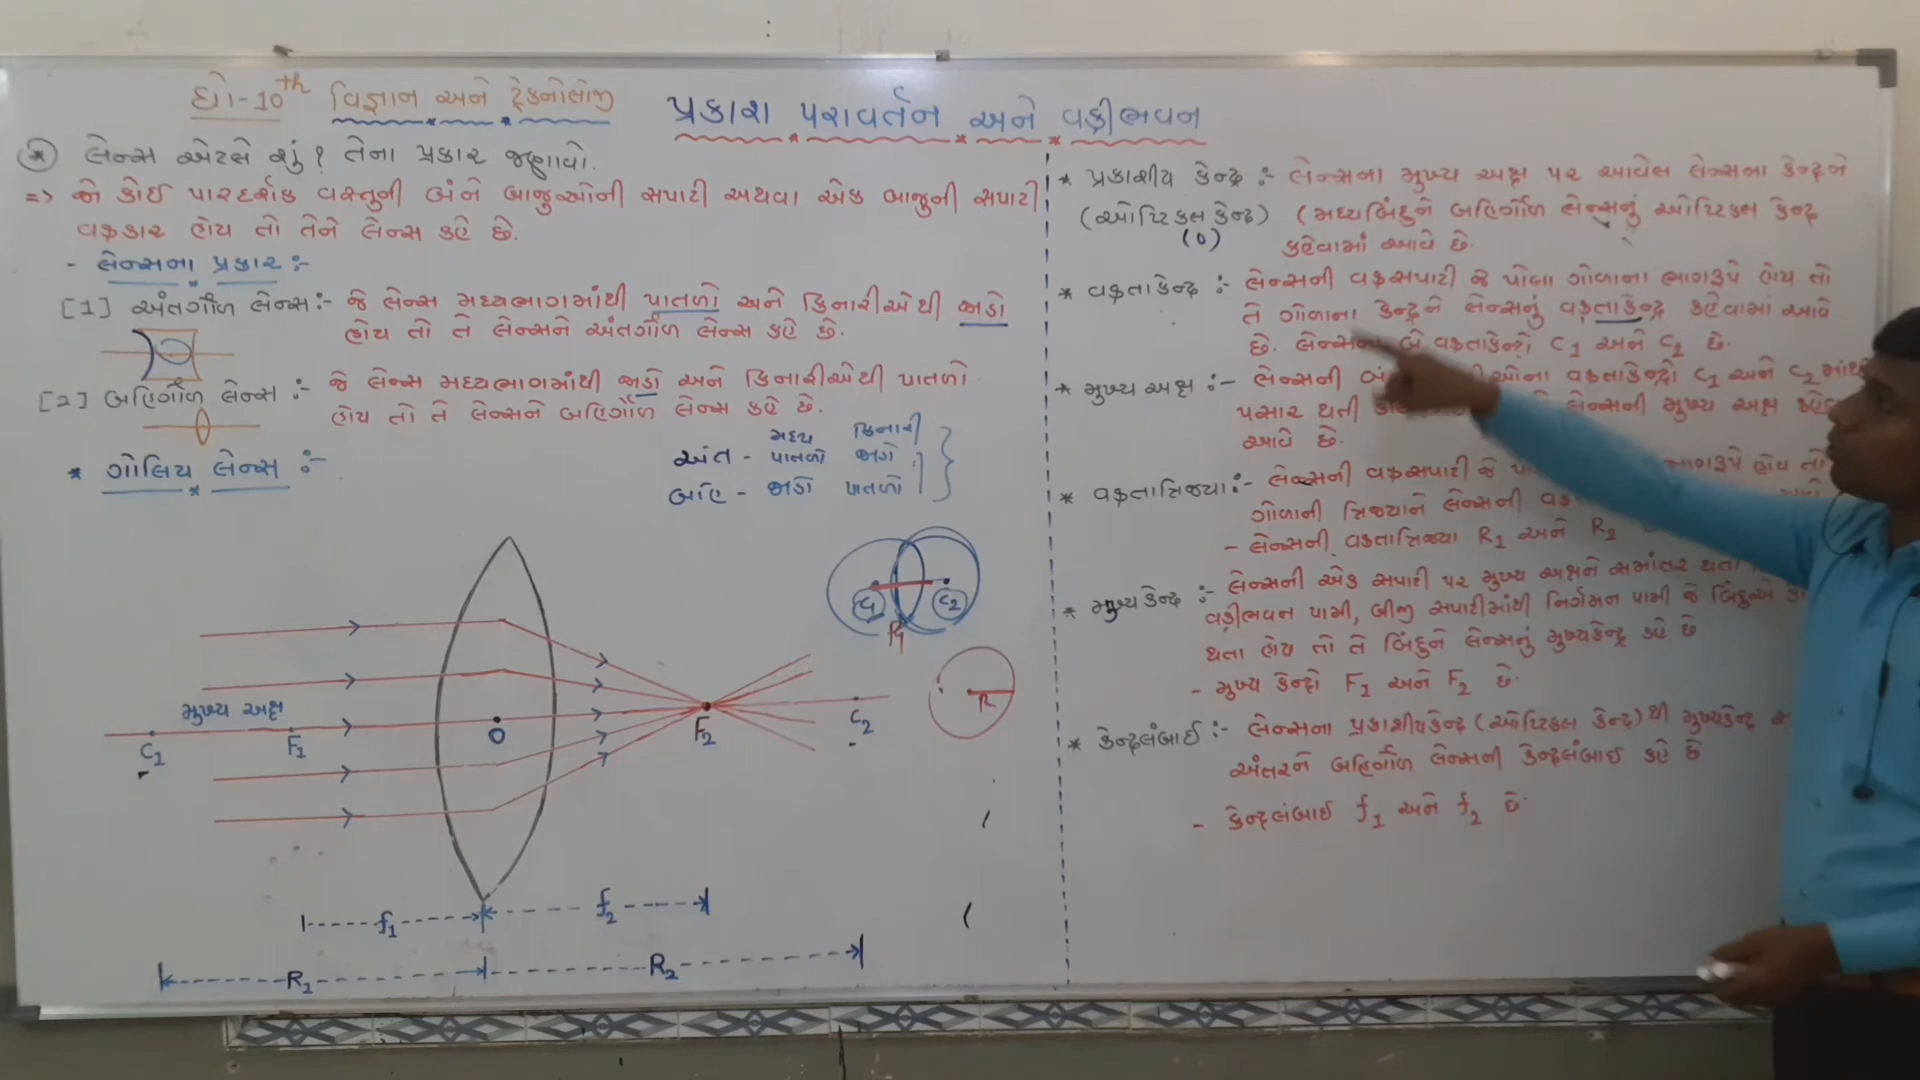 ધો-10th વિજ્ઞાન અને ટેકનોલોજી
પ્રકાશ પરાવર્તન અને વક્રીભવન
* લેન્સ એટલે શું? તેના પ્રકાર જણાવો.
=> જે કોઈ પારદર્શક વસ્તુની બંને બાજુઓની સપાટી અથવા એક બાજુની સપાટી
વક્રકાર હોય તો તેને લેન્સ કહે છે.
- લેન્સના પ્રકાર :-
[1] અંતર્ગોળ લેન્સ:- જે લેન્સ મધ્યભાગમાંથી પાતળો અને કિનારીએથી જાડો
હોય તો તે લેન્સને અંતર્ગોળ લેન્સ કહે છે.
[2] બહિર્ગોળ લેન્સ :- જે લેન્સ મધ્યભાગમાંથી જાડો અને કિનારીએથી પાતળો
હોય તો તે લેન્સને બહિર્ગોળ લેન્સ કહે છે.
મધ્ય કિનારી
અંત - પાતળો જાડો
બહિ - જાડો પાતળો
* ગોલિય લેન્સ :-
C1 C2
R1
R
મુખ્ય અક્ષ
C1 F1 O F2 C2
f1 f2
R1 R2
* પ્રકાશીય કેન્દ્ર :- લેન્સના મુખ્ય અક્ષ પર આવેલ લેન્સના કેન્દ્રને
(ઓપ્ટિકલ કેન્દ્ર) (મધ્યબિંદુને બહિર્ગોળ લેન્સનું ઓપ્ટિકલ કેન્દ્ર
(O) કહેવામાં આવે છે.
* વક્રતાકેન્દ્ર :- લેન્સની વક્રસપાટી જે પોલા ગોળાના ભાગરૂપે હોય તો
તે ગોળાના કેન્દ્રને લેન્સનું વક્રતાકેન્દ્ર કહેવામાં આવે
છે. લેન્સના બે વક્રતાકેન્દ્રો C1 અને C2 છે.
* મુખ્ય અક્ષ :- લેન્સની વક્રતાકેન્દ્રો C1 અને C2 માંથી
પસાર થતી લેન્સની મુખ્ય અક્ષ
આવે છે.
* વક્રતાત્રિજ્યા:- લેન્સની વક્રસપાટી જે હોય તો
ગોળાની ત્રિજ્યાને લેન્સની
- લેન્સની વક્રતાત્રિજ્યા R1 અને R2
* મુખ્યકેન્દ્ર :- લેન્સની એક સપાટી પર મુખ્ય અક્ષને સમાંતર થતા
વક્રીભવન પામી, બીજી સપાટીમાંથી નિર્ગમન પામી જે બિંદુએ
થતા હોય તો તે બિંદુને લેન્સનું મુખ્યકેન્દ્ર કહે છે
- મુખ્ય કેન્દ્રો F1 અને F2 છે.
* કેન્દ્રલંબાઈ :- લેન્સના પ્રકાશીયકેન્દ્ર (ઓપ્ટિકલ કેન્દ્ર) થી મુખ્યકેન્દ્ર
અંતરને બહિર્ગોળ લેન્સની કેન્દ્રલંબાઈ કહે છે
- કેન્દ્રલંબાઈ f1 અને f2 છે.